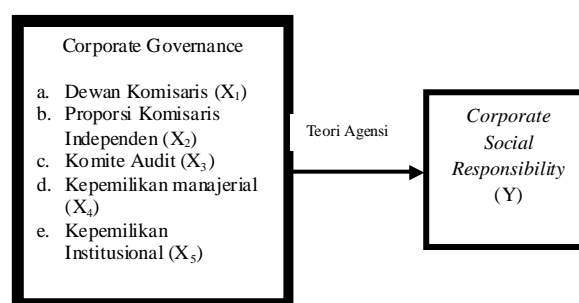 Corporate Governance
a. Dewan Komisaris (X₁)
b. Proporsi Komisaris
Independen (X₂)
c. Komite Audit (X₃)
d. Kepemilikan manajerial
(X₄)
e. Kepemilikan
Institusional (X₅)
Teori Agensi
Corporate
Social
Responsibility
(Y)